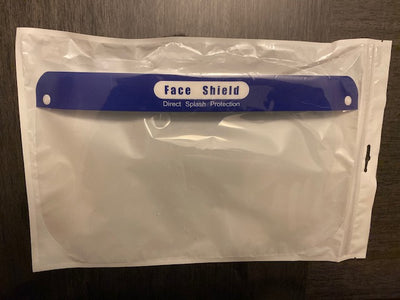 Face Shield
Direct Splash Protection